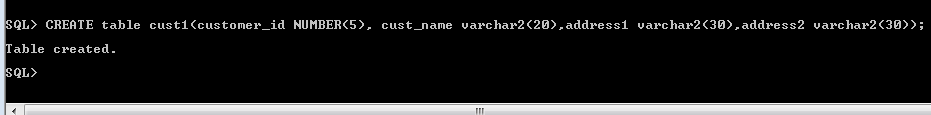 SQL> CREATE table cust1(customer_id NUMBER(5), cust_name varchar2(20),address1 varchar2(30),address2 varchar2(30));
Table created.
SQL>